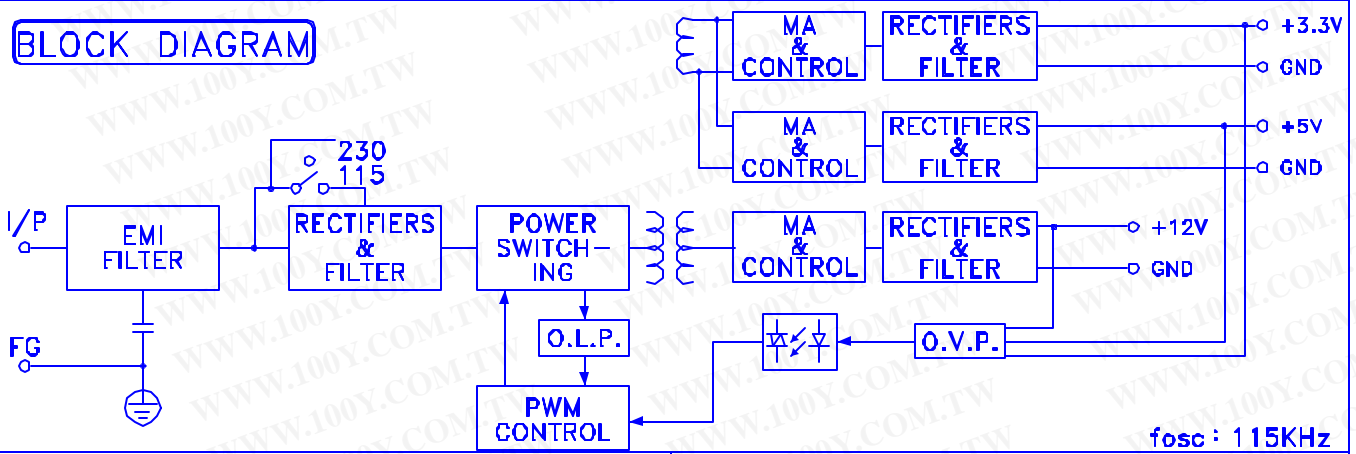 BLOCK DIAGRAM
MA
&
CONTROL
RECTIFIERS
&
FILTER
+3.3V
GND
MA
&
CONTROL
RECTIFIERS
&
FILTER
+5V
GND
230
115
I/P
EMI
FILTER
RECTIFIERS
&
FILTER
POWER
SWITCH-
ING
MA
&
CONTROL
RECTIFIERS
&
FILTER
+12V
GND
O.L.P.
O.V.P.
FG
PWM
CONTROL
fosc : 115KHz
WWW.100Y.COM.TW